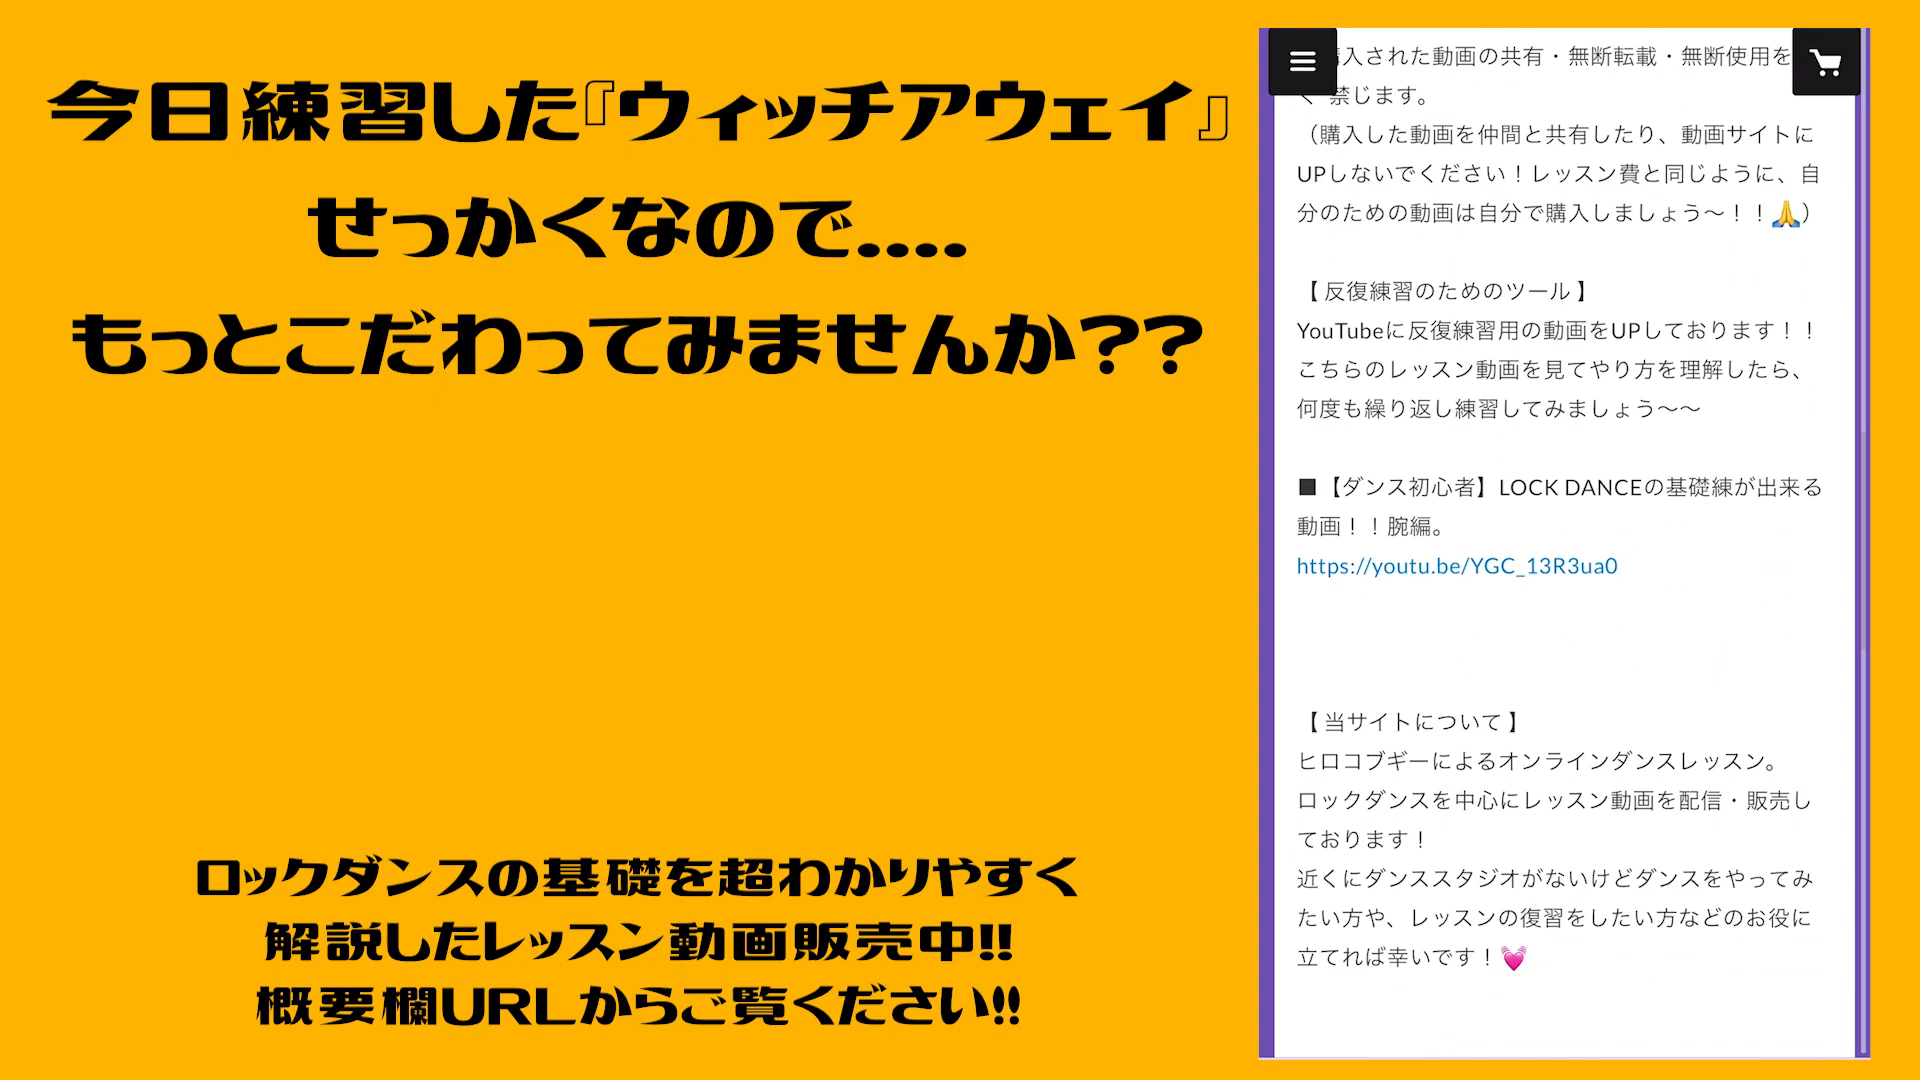 今日練習した『ウィッチアウェイ』
せっかくなので....
もっとこだわってみませんか??
ロックダンスの基礎を超わかりやすく
解説したレッスン動画販売中!!
概要欄URLからご覧ください!!
入された動画の共有・無断転載・無断使用を
禁じます。
（購入した動画を仲間と共有したり、動画サイトに
UPしないでください！レッスン費と同じように、自
分のための動画は自分で購入しましょう〜！！🙏）
【 反復練習のためのツール 】
YouTubeに反復練習用の動画をUPしております！！
こちらのレッスン動画を見てやり方を理解したら、
何度も繰り返し練習してみましょう〜〜
■【ダンス初心者】LOCK DANCEの基礎練が出来る
動画！！腕編。
https://youtu.be/YGC_13R3ua0
【 当サイトについて 】
ヒロコブギーによるオンラインダンスレッスン。
ロックダンスを中心にレッスン動画を配信・販売し
ております！
近くにダンススタジオがないけどダンスをやってみ
たい方や、レッスンの復習をしたい方などのお役に
立てれば幸いです！💓